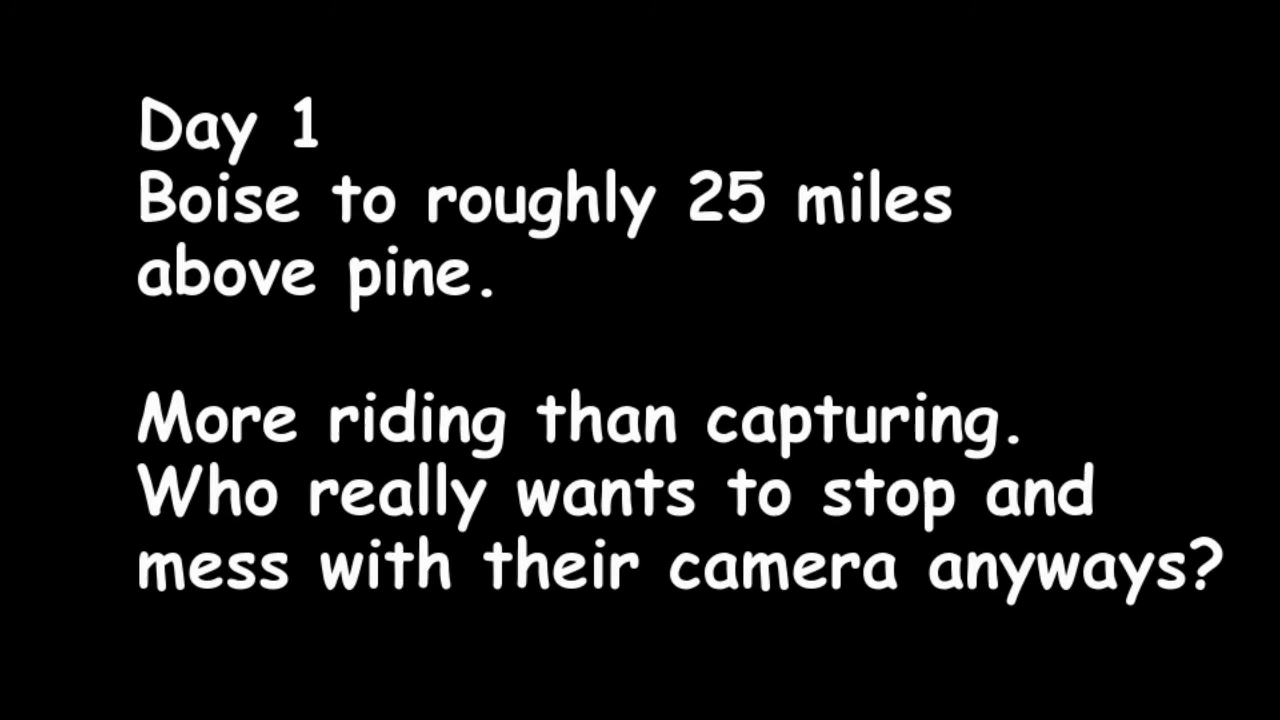 Day 1
Boise to roughly 25 miles
above pine.
More riding than capturing.
Who really wants to stop and
mess with their camera anyways?